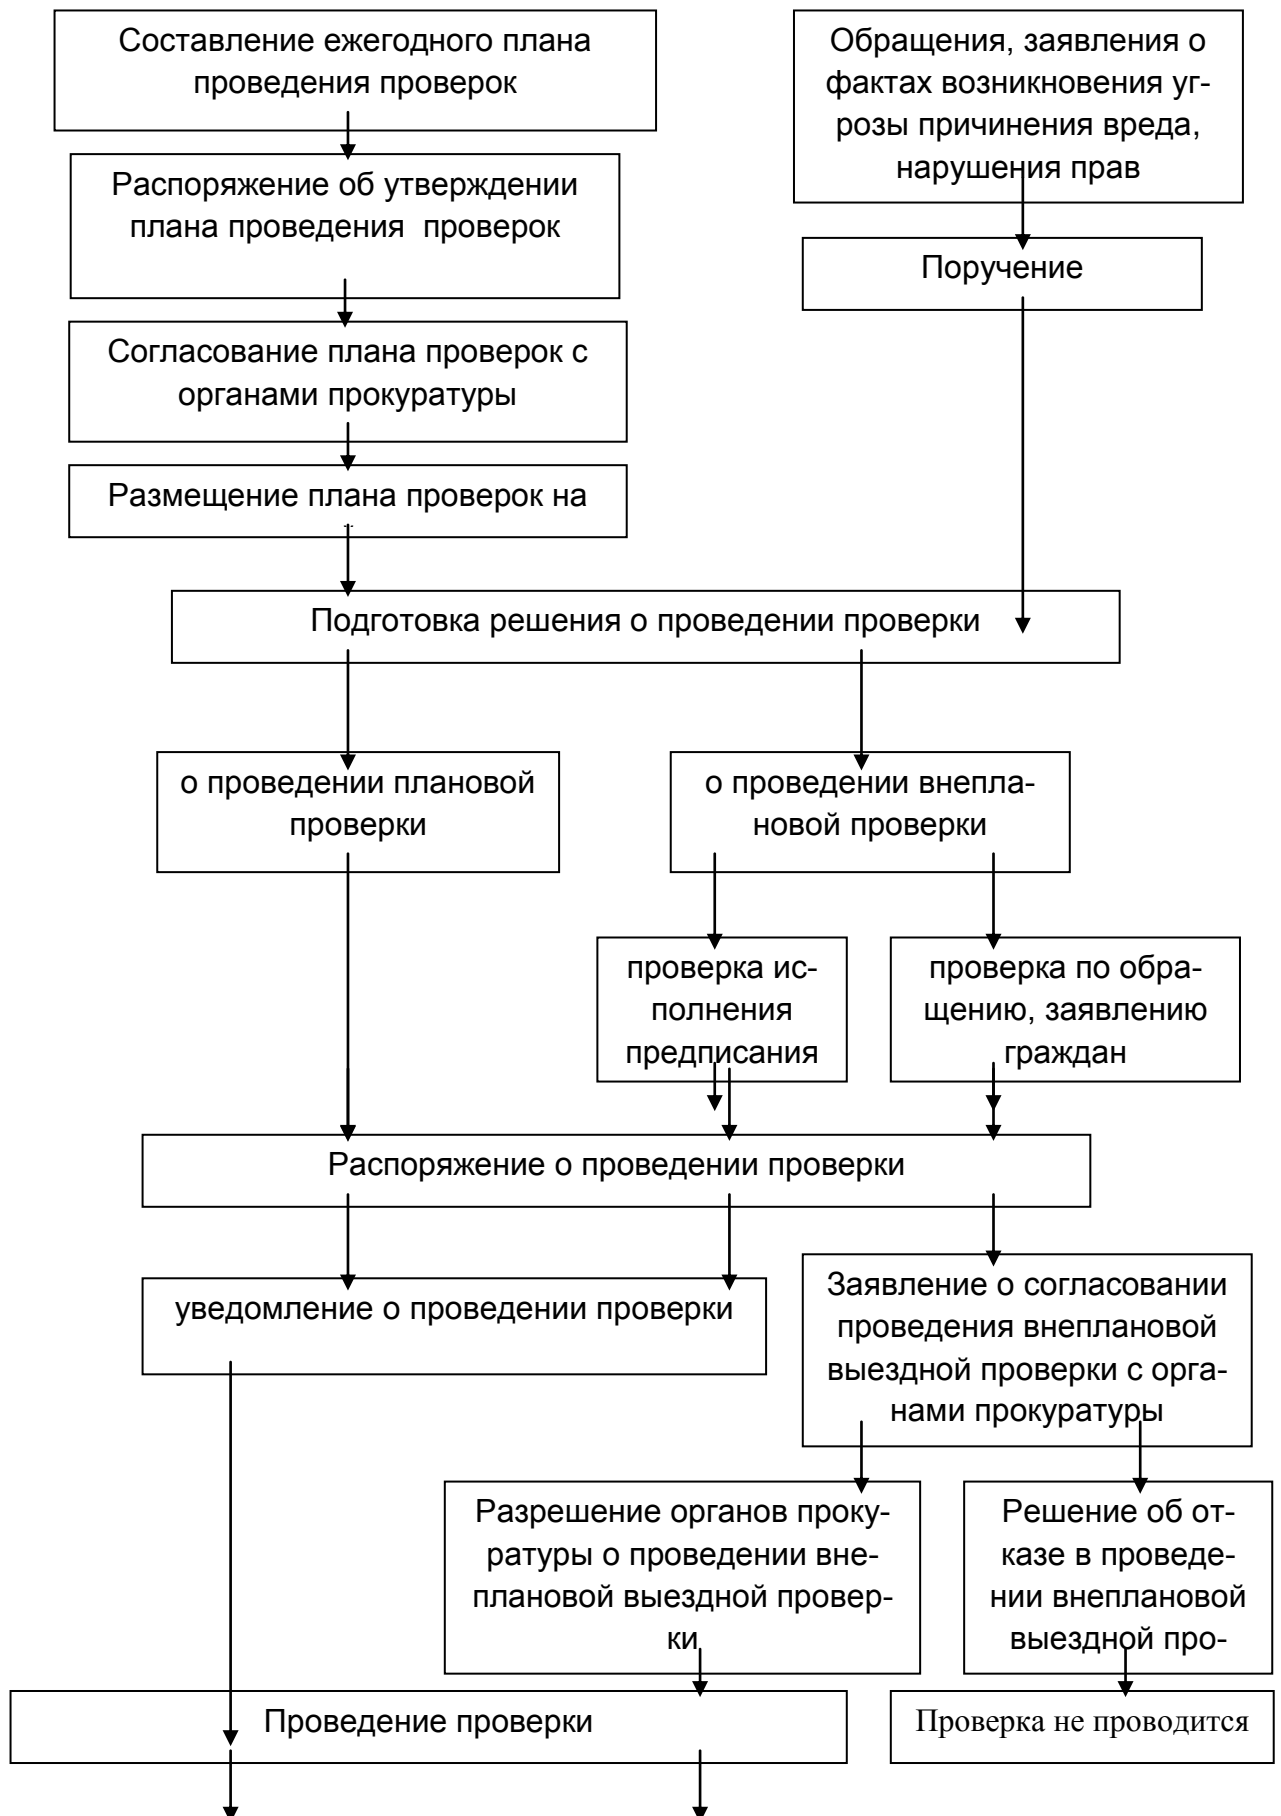 Составление ежегодного плана
проведения проверок
Обращения, заявления о
фактах возникновения уг-
розы причинения вреда,
нарушения прав
Распоряжение об утверждении
плана проведения проверок
Поручение
Согласование плана проверок с
органами прокуратуры
Размещение плана проверок на
Подготовка решения о проведении проверки
о проведении плановой
проверки
о проведении внепла-
новой проверки
проверка ис-
полнения
предписания
проверка по обра-
щению, заявлению
граждан
Распоряжение о проведении проверки
уведомление о проведении проверки
Заявление о согласовании
проведения внеплановой
выездной проверки с орга-
нами прокуратуры
Разрешение органов проку-
ратуры о проведении вне-
плановой выездной провер-
ки
Решение об от-
казе в проведе-
нии внеплановой
выездной про-
Проведение проверки
Проверка не проводится